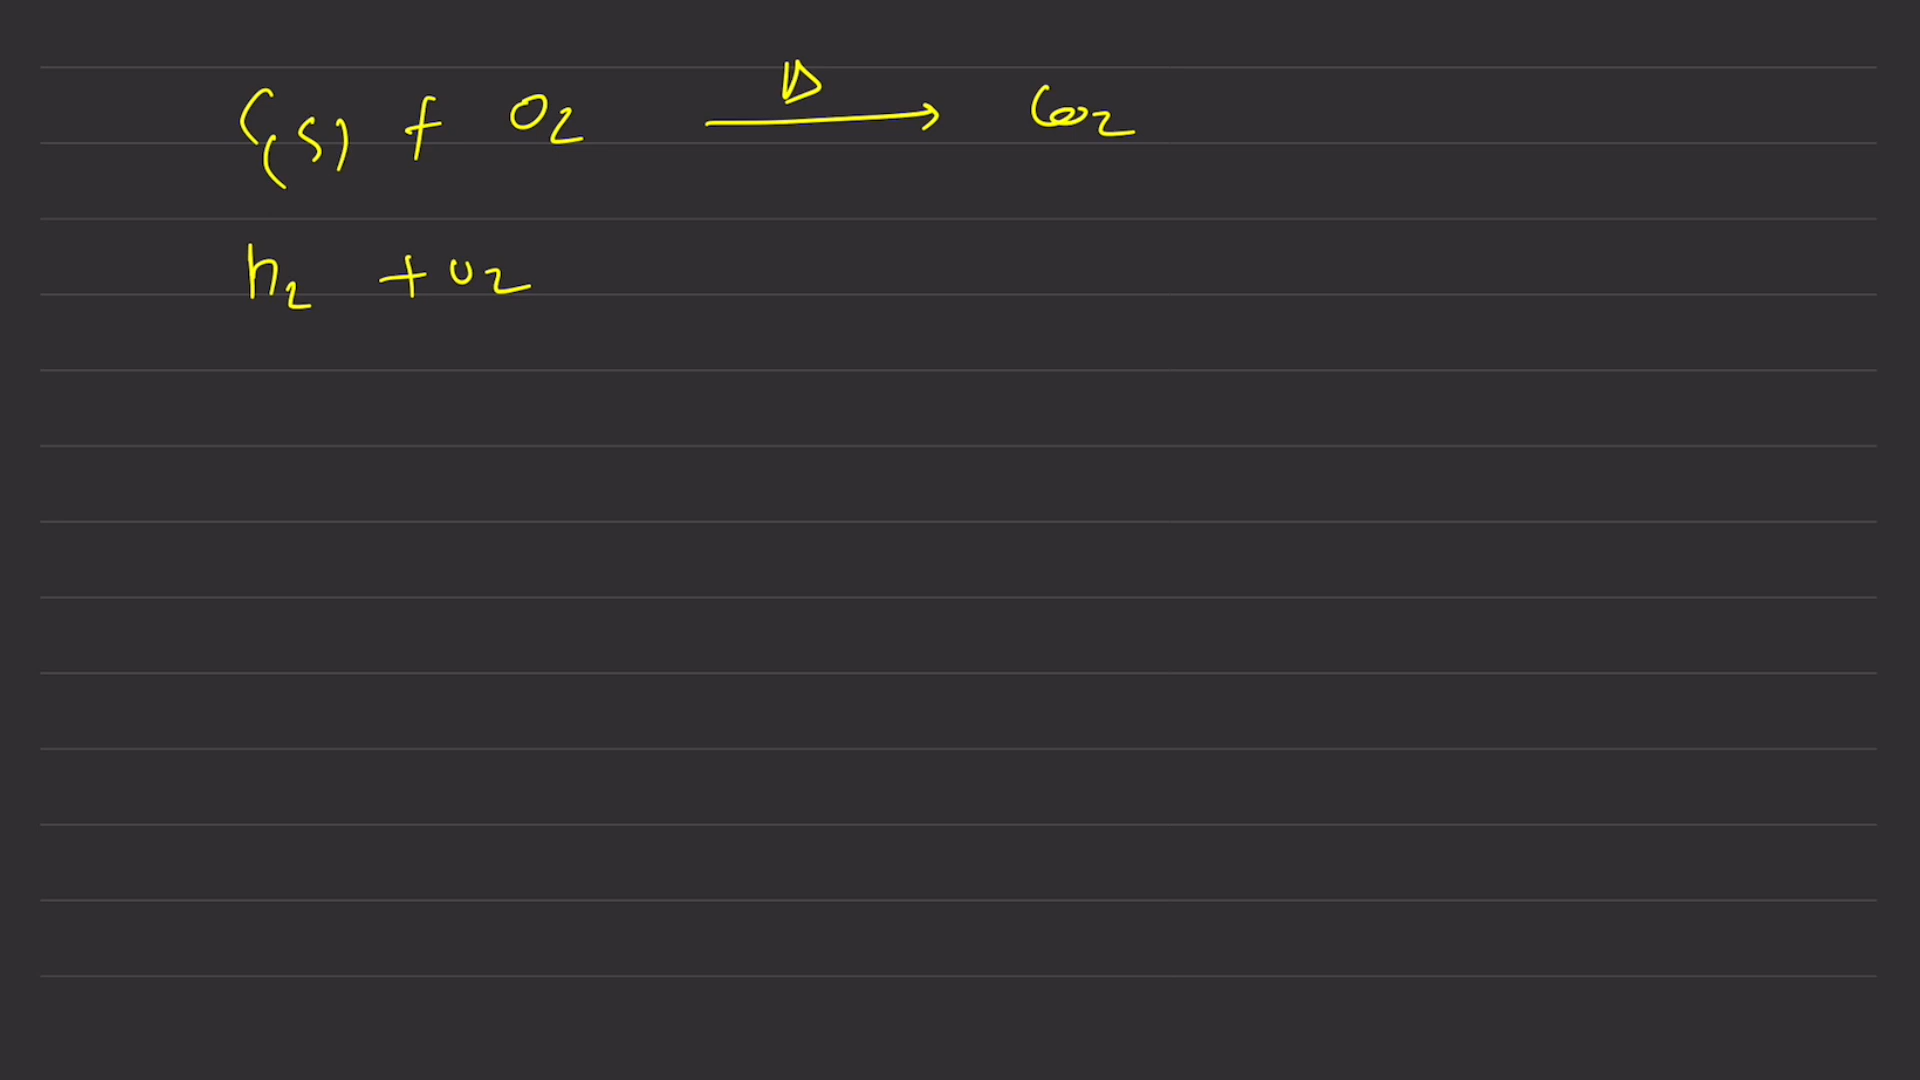 C(s) + O2 →Δ CO2
h2 + O2